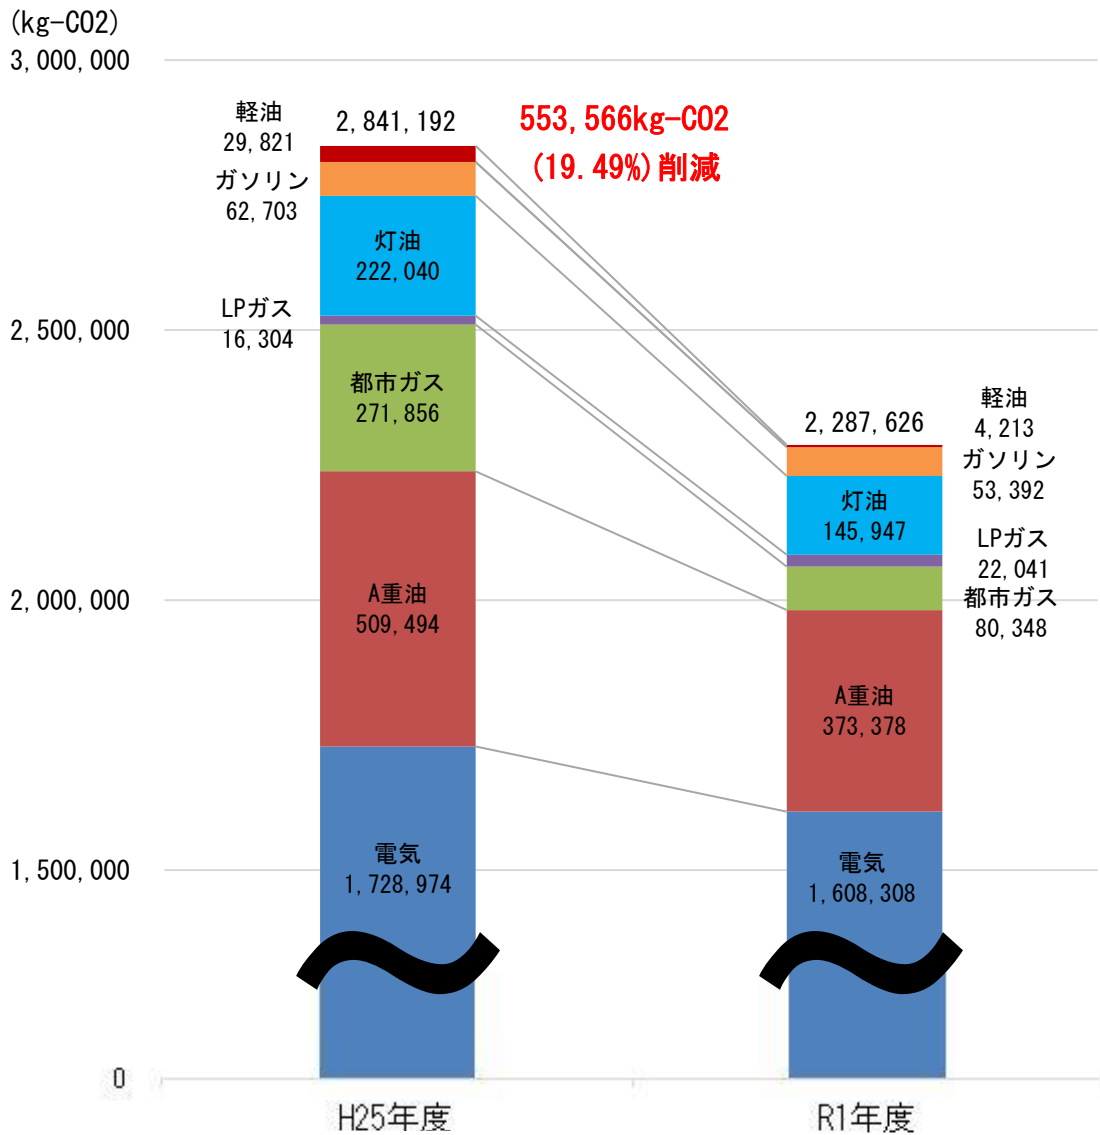 (kg-CO2)
3,000,000
2,500,000
2,000,000
1,500,000
0
553,566kg-CO2
(19.49%)削減
2,841,192
軽油
29,821
ガソリン
62,703
灯油
222,040
LPガス
16,304
都市ガス
271,856
A重油
509,494
電気
1,728,974
H25年度
2,287,626
軽油
4,213
ガソリン
53,392
灯油
145,947
LPガス
22,041
都市ガス
80,348
A重油
373,378
電気
1,608,308
R1年度